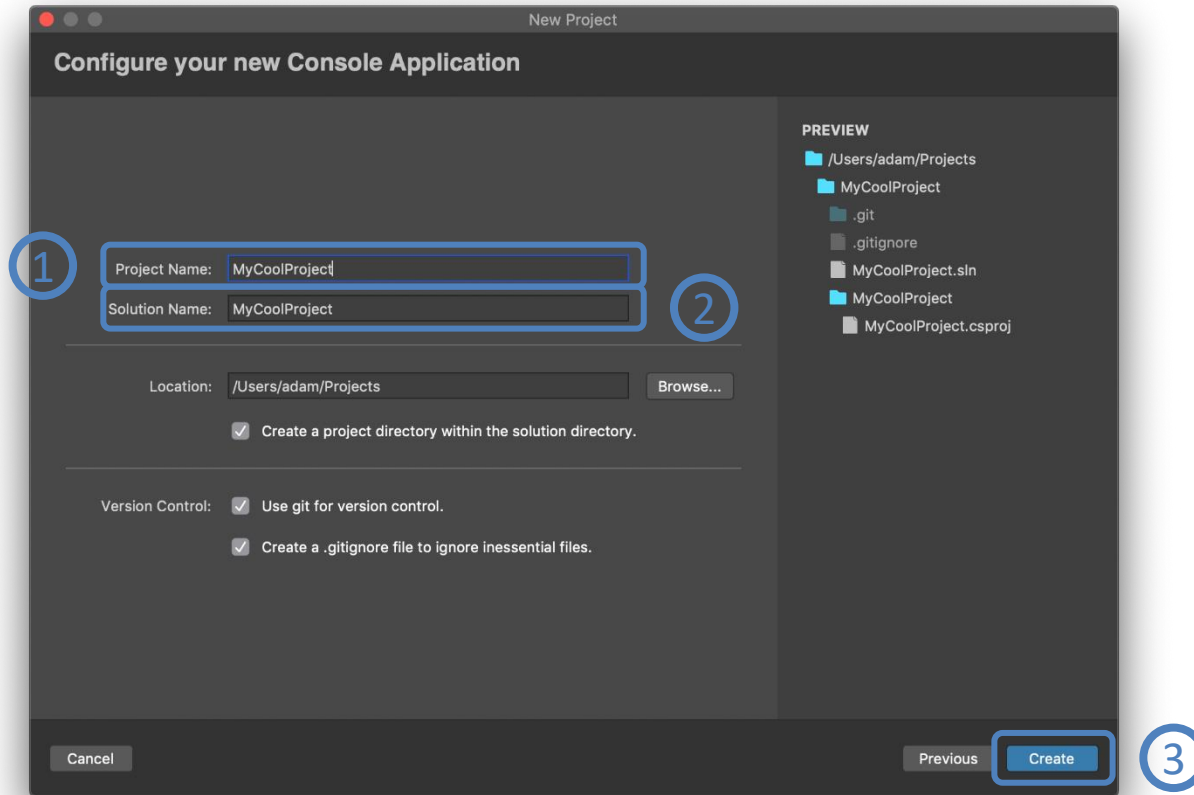 New Project
Configure your new Console Application
1
Project Name: MyCoolProject
Solution Name: MyCoolProject
2
Location: /Users/adam/Projects Browse...
Create a project directory within the solution directory.
Version Control: Use git for version control.
Create a .gitignore file to ignore inessential files.
PREVIEW
/Users/adam/Projects
MyCoolProject
.git
.gitignore
MyCoolProject.sln
MyCoolProject
MyCoolProject.csproj
Cancel Previous Create
3